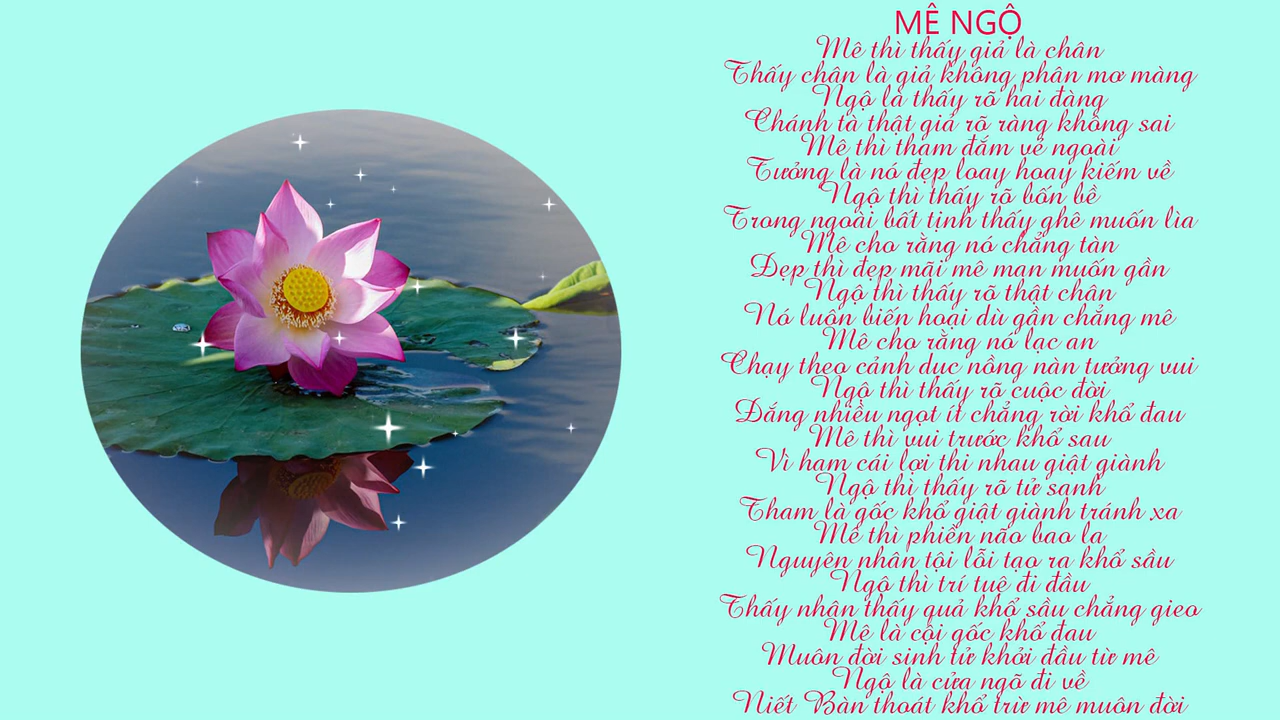 MÊ NGỘ
Mê thì thấy giả là chân
Thấy chân là giả không phân mơ màng
Ngộ là thấy rõ hai đàng
Chánh tà thật giả rõ ràng không sai
Mê thì tham đắm vẻ ngoài
Tưởng là nó đẹp loay hoay kiếm về
Ngộ thì thấy rõ bốn bề
Trong ngoài bất tịnh thấy ghê muốn lìa
Mê cho rằng nó chẳng tàn
Đẹp thì đẹp mãi mê man muốn gần
Ngộ thì thấy rõ thật chân
Nó luôn biến hoại dù gần chẳng mê
Mê cho rằng nó lạc an
Chạy theo cảnh dục nồng nàn tưởng vui
Ngộ thì thấy rõ cuộc đời
Đắng nhiều ngọt ít chẳng rời khổ đau
Mê thì vui trước khổ sau
Vì ham cái lợi thi nhau giật giành
Ngộ thì thấy rõ tử sanh
Tham là gốc khổ giật giành tránh xa
Mê thì phiền não bao la
Nguyên nhân tội lỗi tạo ra khổ sầu
Ngộ thì trí tuệ đi đầu
Thấy nhân thấy quả khổ sầu chẳng gieo
Mê là cội gốc khổ đau
Muôn đời sinh tử khởi đầu từ mê
Ngộ là cửa ngõ đi về
Niết Bàn thoát khổ trừ mê muôn đời